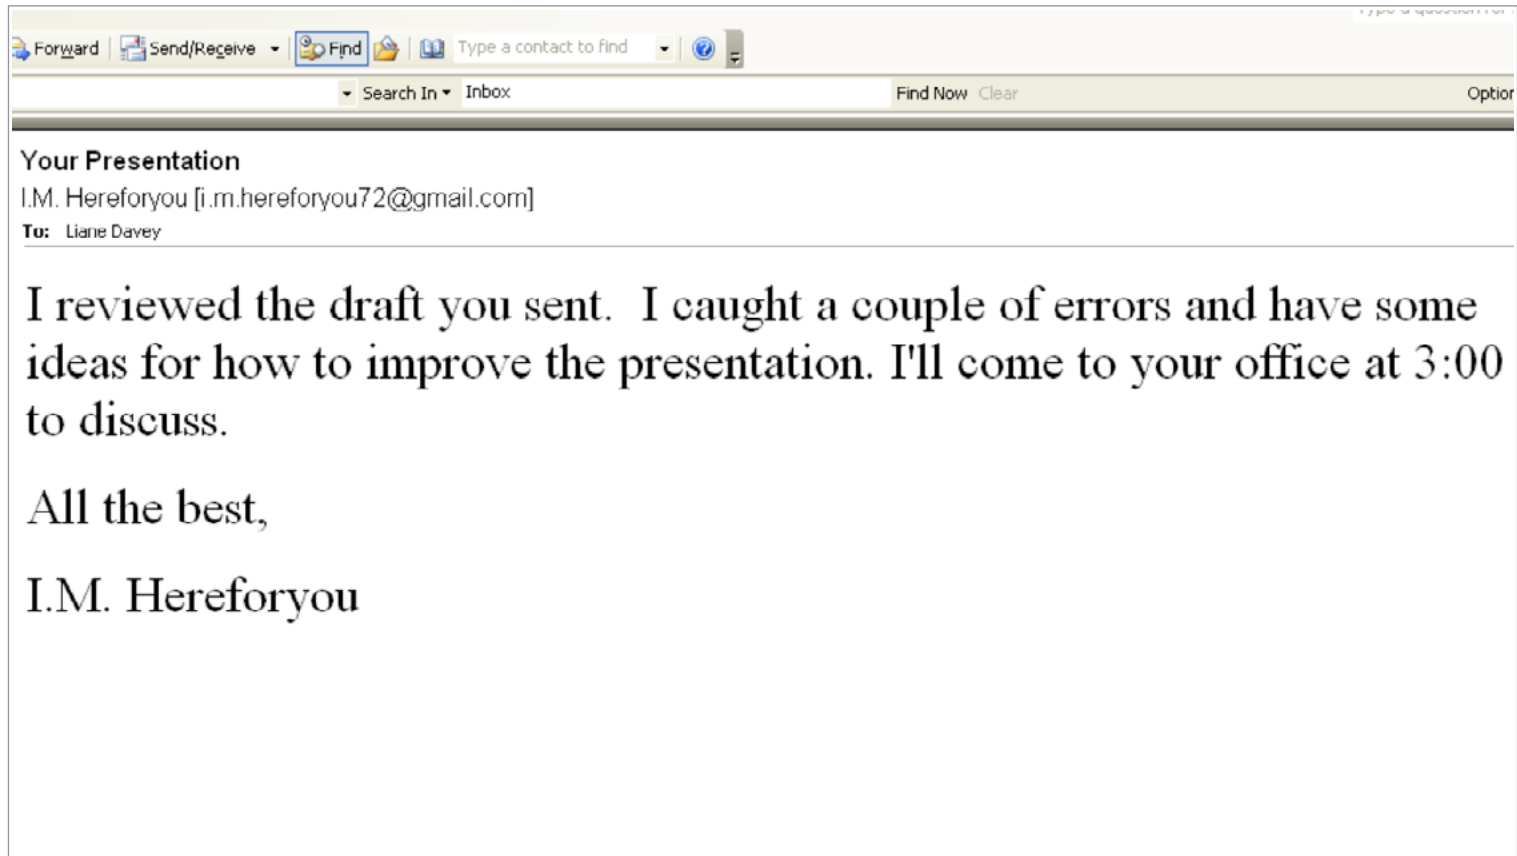 Forward Send/Receive Find Type a contact to find
Search In Inbox Find Now Clear Option
Your Presentation
I.M. Hereforyou [i.m.hereforyou72@gmail.com]
To: Liane Davey
I reviewed the draft you sent.  I caught a couple of errors and have some
ideas for how to improve the presentation. I'll come to your office at 3:00
to discuss.
All the best,
I.M. Hereforyou